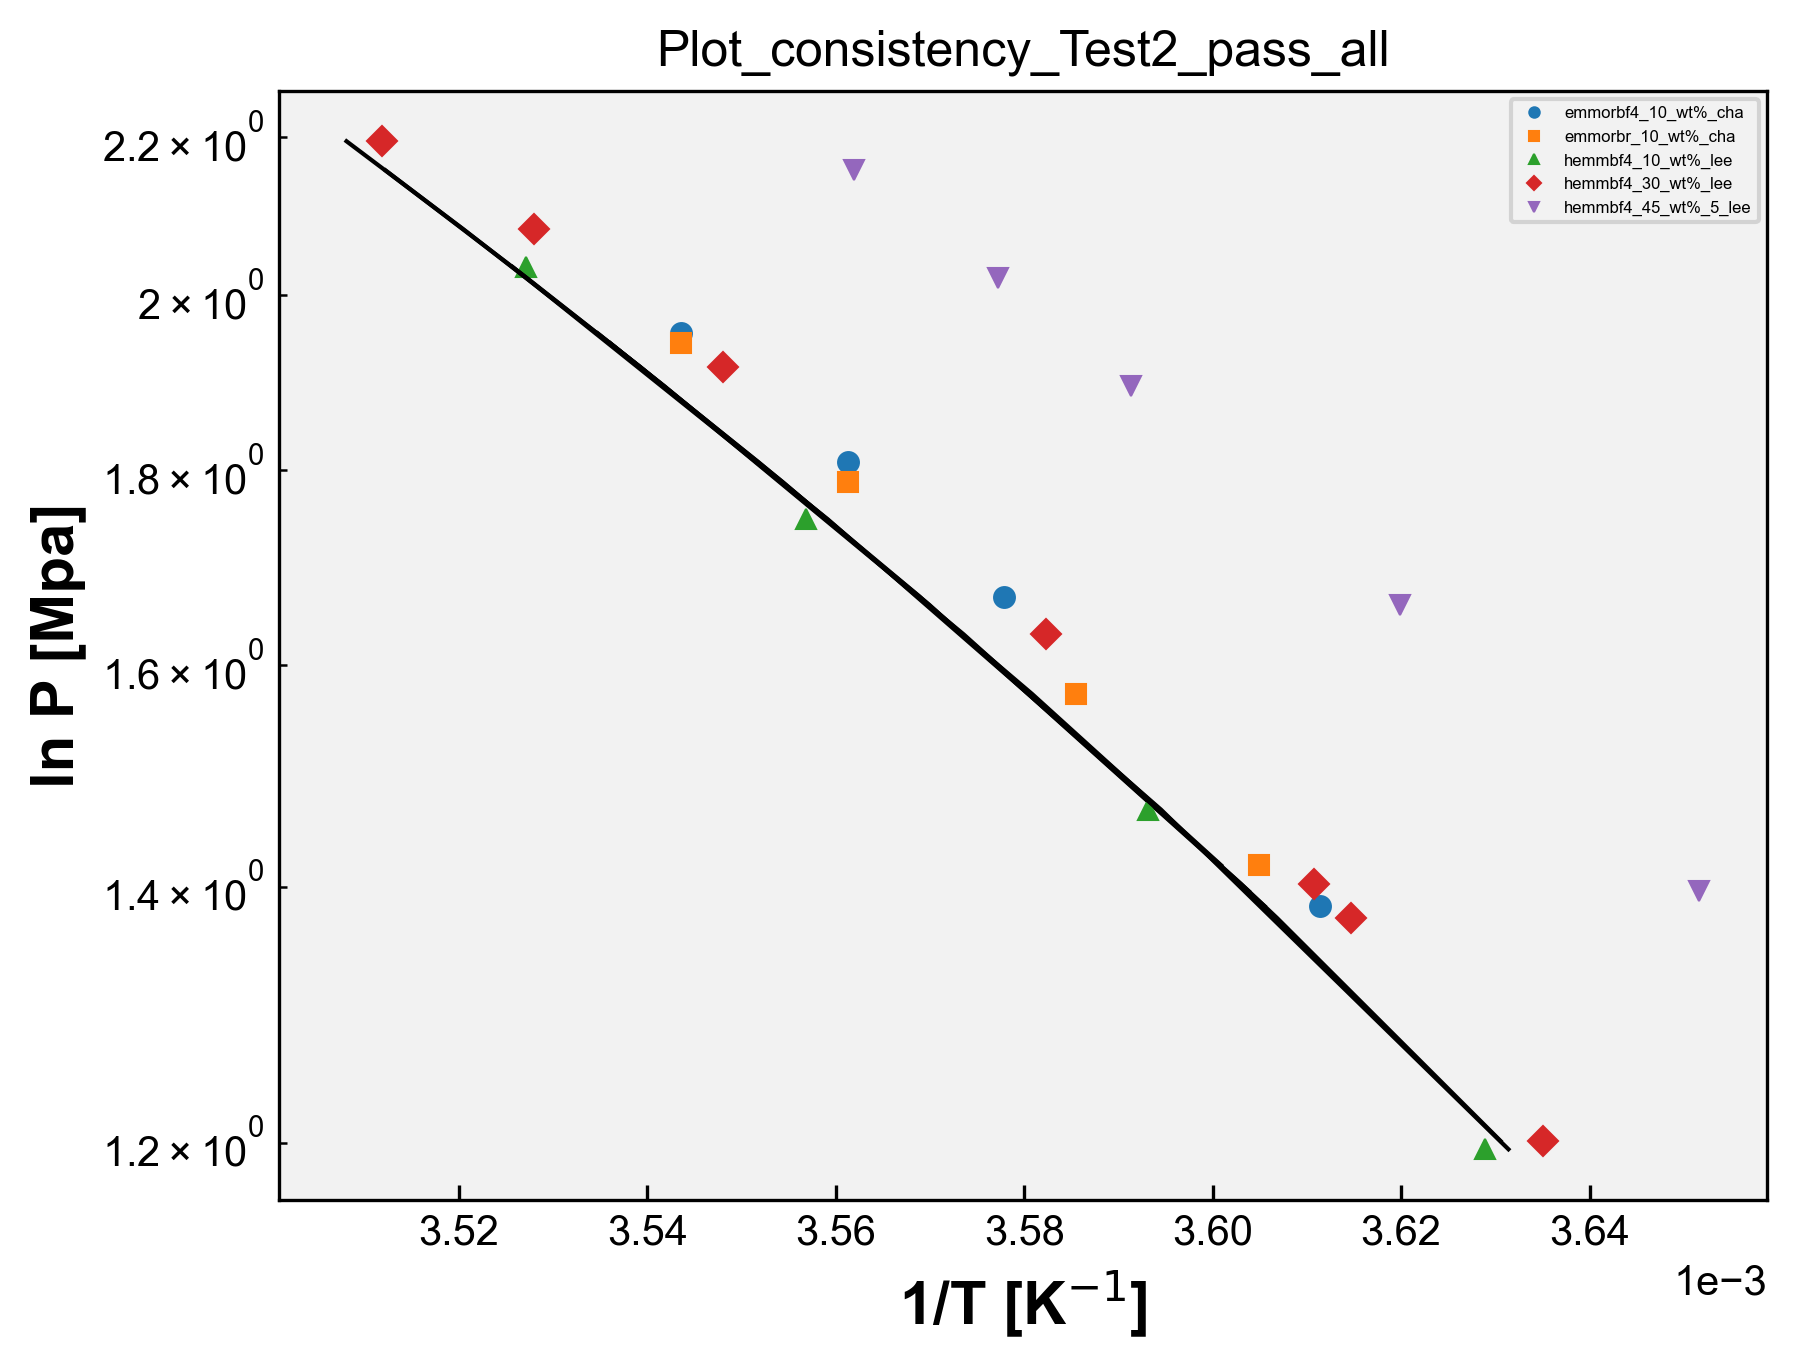 Plot_consistency_Test2_pass_all
emmorbf4_10_wt%_cha
emmorbr_10_wt%_cha
hemmbf4_10_wt%_lee
hemmbf4_30_wt%_lee
hemmbf4_45_wt%_5_lee
ln P [Mpa]
2.2 × 10⁰
2 × 10⁰
1.8 × 10⁰
1.6 × 10⁰
1.4 × 10⁰
1.2 × 10⁰
3.52 3.54 3.56 3.58 3.60 3.62 3.64
1e−3
1/T [K⁻¹]